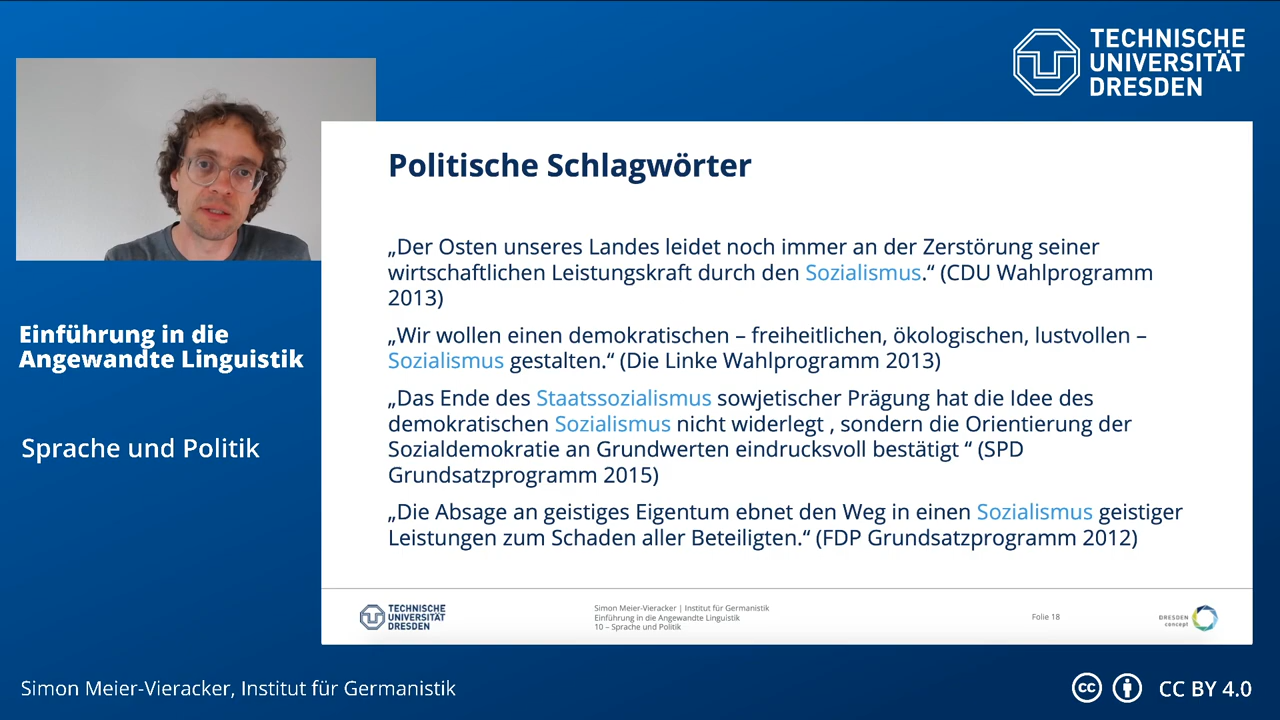 TECHNISCHE
UNIVERSITÄT
DRESDEN
Politische Schlagwörter
„Der Osten unseres Landes leidet noch immer an der Zerstörung seiner
wirtschaftlichen Leistungskraft durch den Sozialismus.“ (CDU Wahlprogramm
2013)
„Wir wollen einen demokratischen – freiheitlichen, ökologischen, lustvollen –
Sozialismus gestalten.“ (Die Linke Wahlprogramm 2013)
„Das Ende des Staatssozialismus sowjetischer Prägung hat die Idee des
demokratischen Sozialismus nicht widerlegt , sondern die Orientierung der
Sozialdemokratie an Grundwerten eindrucksvoll bestätigt “ (SPD
Grundsatzprogramm 2015)
„Die Absage an geistiges Eigentum ebnet den Weg in einen Sozialismus geistiger
Leistungen zum Schaden aller Beteiligten.“ (FDP Grundsatzprogramm 2012)
Einführung in die
Angewandte Linguistik
Sprache und Politik
TECHNISCHE
UNIVERSITÄT
DRESDEN
Simon Meier-Vieracker | Institut für Germanistik
Einführung in die Angewandte Linguistik
10 – Sprache und Politik
Folie 18
DRESDEN
concept
Simon Meier-Vieracker, Institut für Germanistik
cc
CC BY 4.0